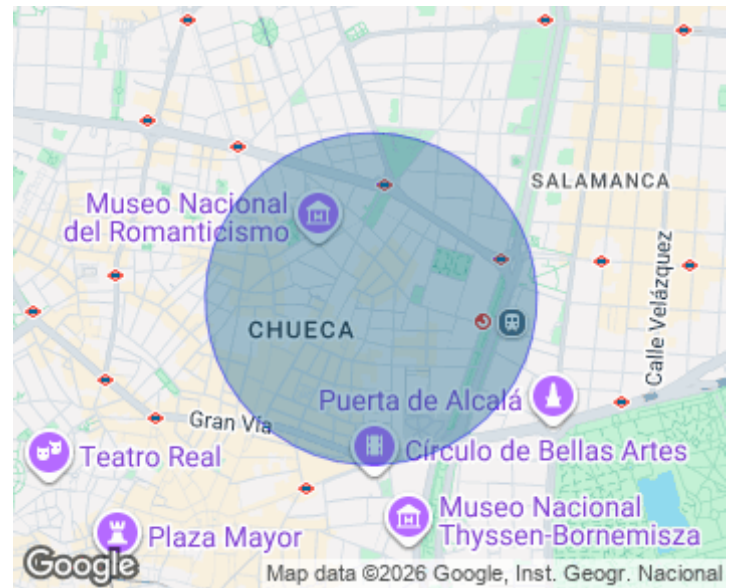 SALAMANCA
Museo Nacional
del Romanticismo
Calle Velázquez
CHUECA
Puerta de Alcalá
Gran Vía
Círculo de Bellas Artes
Teatro Real
Museo Nacional
Thyssen-Bornemisza
Plaza Mayor
Google
Map data ©2026 Google, Inst. Geogr. Nacional